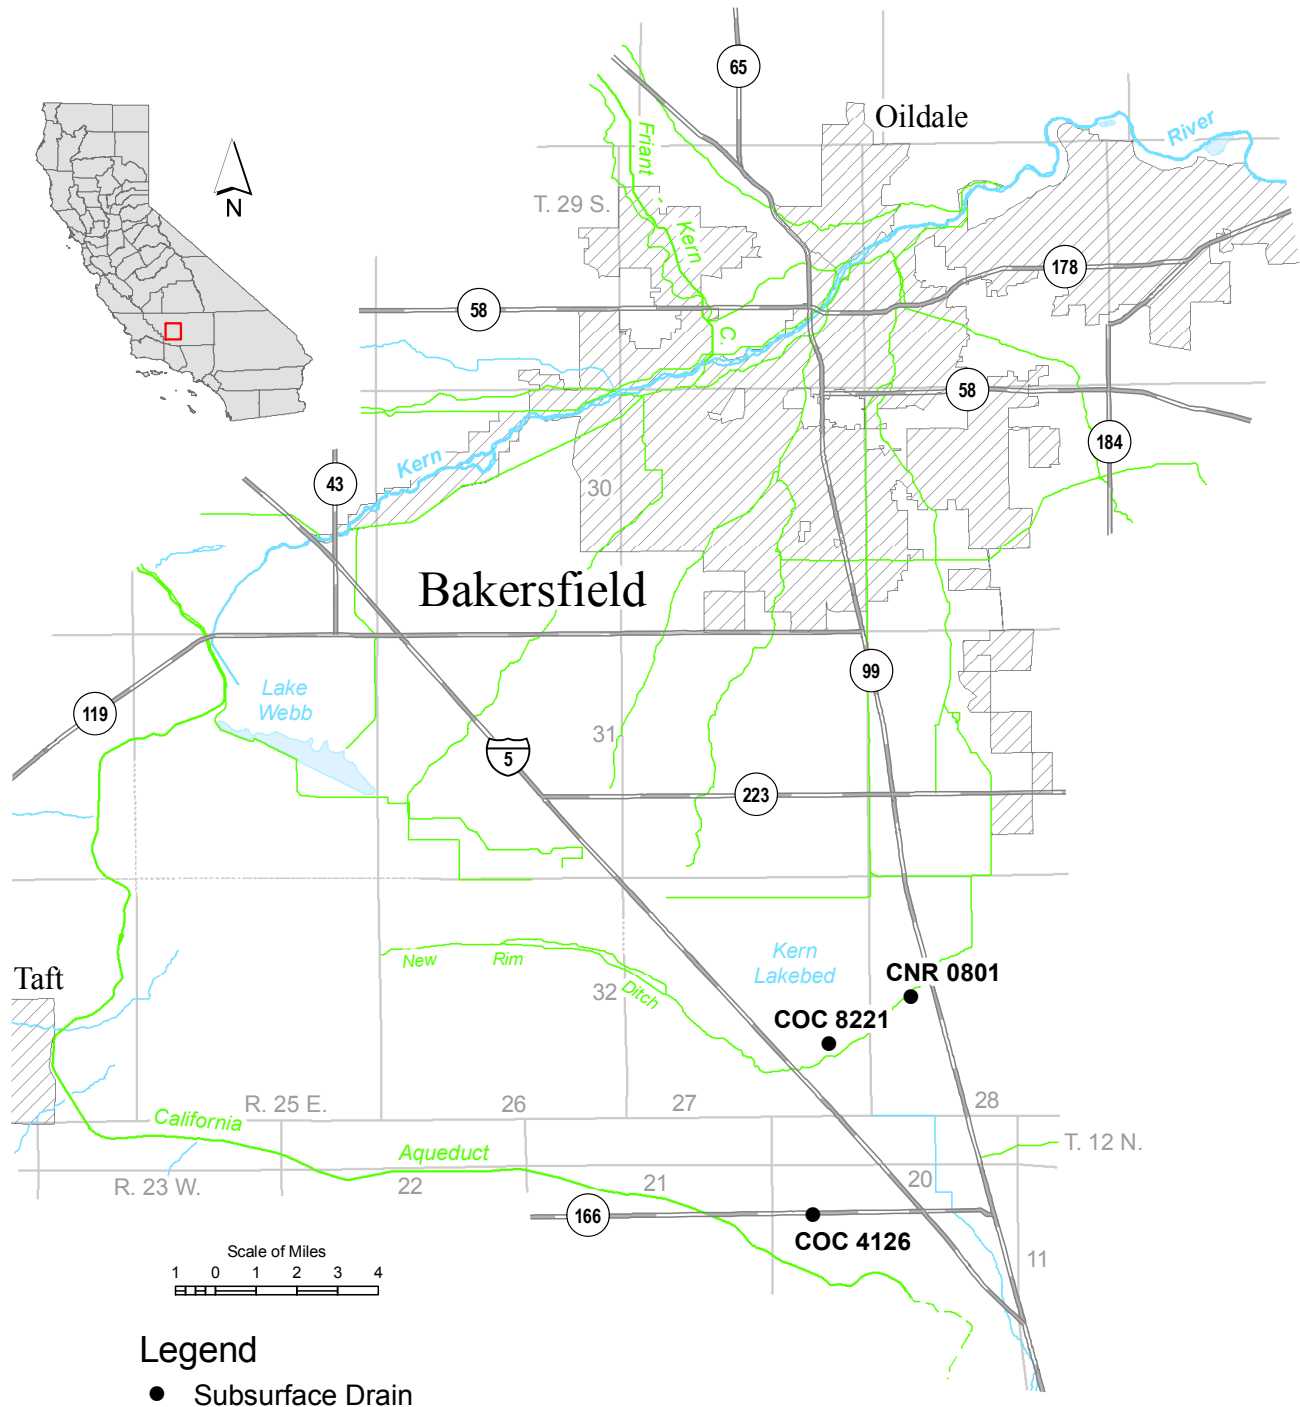 65
Oildale
River
Friant - Kern C.
N
T. 29 S.
178
58
58
184
Kern
43
30
Bakersfield
99
Lake
Webb
119
31
5
223
Kern
Lakebed
New Rim Ditch
CNR 0801
Taft
32
COC 8221
R. 25 E.
26
27
28
California Aqueduct
T. 12 N.
R. 23 W.
22
21
20
166
COC 4126
11
Scale of Miles
1 0 1 2 3 4
Legend
Subsurface Drain